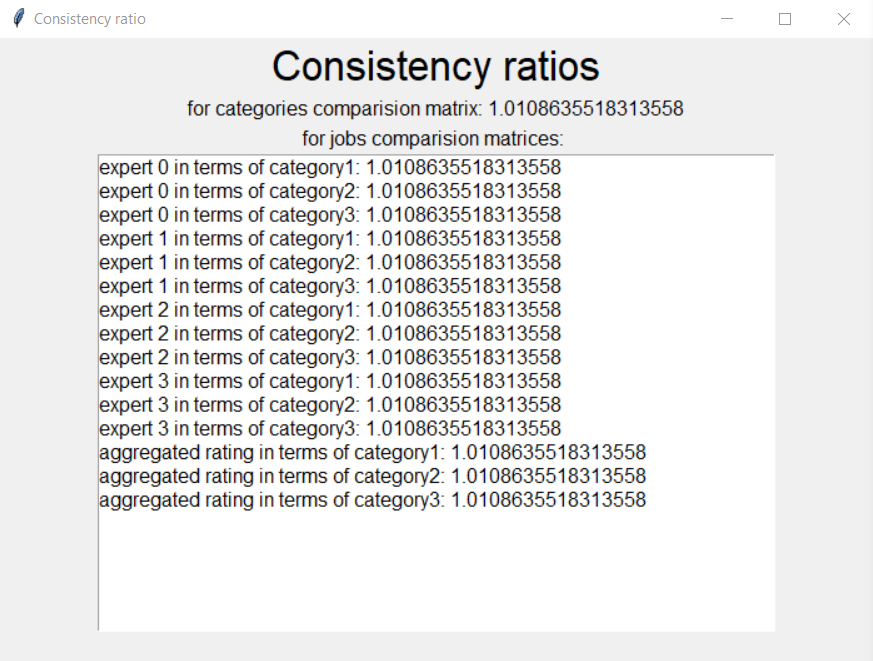 Consistency ratio
Consistency ratios
for categories comparision matrix: 1.0108635518313558
for jobs comparision matrices:
expert 0 in terms of category1: 1.0108635518313558
expert 0 in terms of category2: 1.0108635518313558
expert 0 in terms of category3: 1.0108635518313558
expert 1 in terms of category1: 1.0108635518313558
expert 1 in terms of category2: 1.0108635518313558
expert 1 in terms of category3: 1.0108635518313558
expert 2 in terms of category1: 1.0108635518313558
expert 2 in terms of category2: 1.0108635518313558
expert 2 in terms of category3: 1.0108635518313558
expert 3 in terms of category1: 1.0108635518313558
expert 3 in terms of category2: 1.0108635518313558
expert 3 in terms of category3: 1.0108635518313558
aggregated rating in terms of category1: 1.0108635518313558
aggregated rating in terms of category2: 1.0108635518313558
aggregated rating in terms of category3: 1.0108635518313558